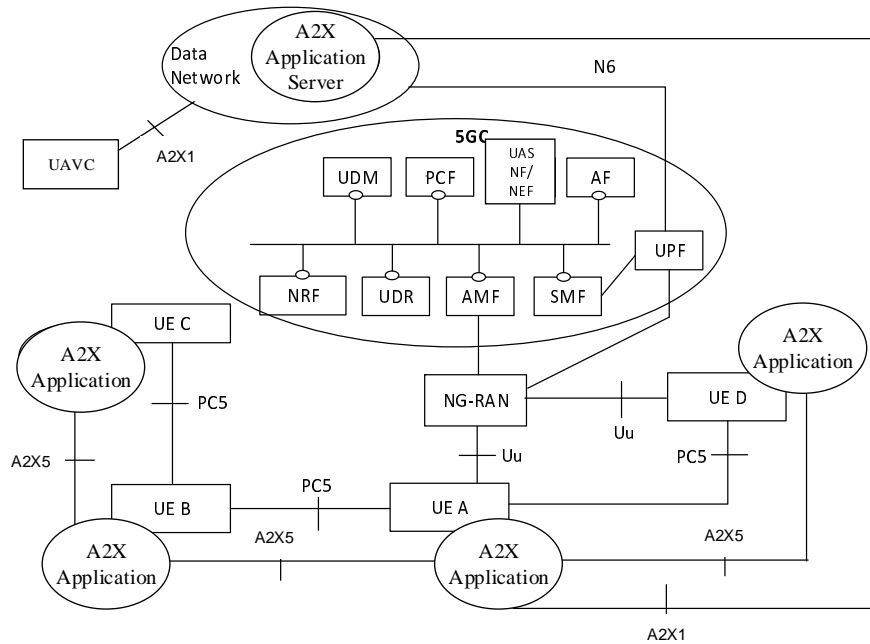 A2X
Application
Server
Data
Network
N6
A2X1
UAVC
5GC
UDM
PCF
UAS
NF/
NEF
AF
UPF
NRF
UDR
AMF
SMF
UE C
A2X
Application
PC5
A2X5
NG-RAN
Uu
Uu
UE D
A2X
Application
PC5
UE B
PC5
UE A
A2X
Application
A2X5
A2X
Application
A2X5
A2X1